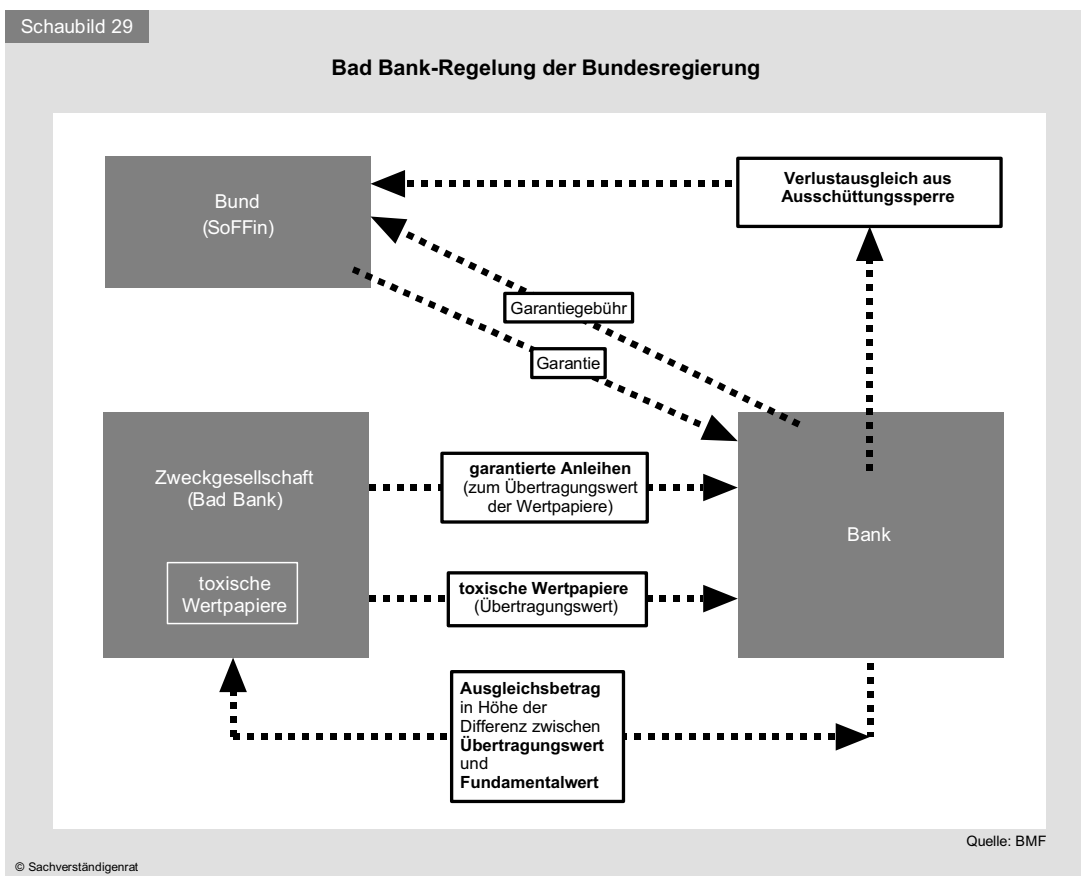 Schaubild 29
Bad Bank-Regelung der Bundesregierung
Bund
(SoFFin)
Verlustausgleich aus
Ausschüttungssperre
Garantiegebühr
Garantie
Zweckgesellschaft
(Bad Bank)
toxische
Wertpapiere
garantierte Anleihen
(zum Übertragungswert
der Wertpapiere)
toxische Wertpapiere
(Übertragungswert)
Bank
Ausgleichsbetrag
in Höhe der
Differenz zwischen
Übertragungswert
und
Fundamentalwert
Quelle: BMF
© Sachverständigenrat